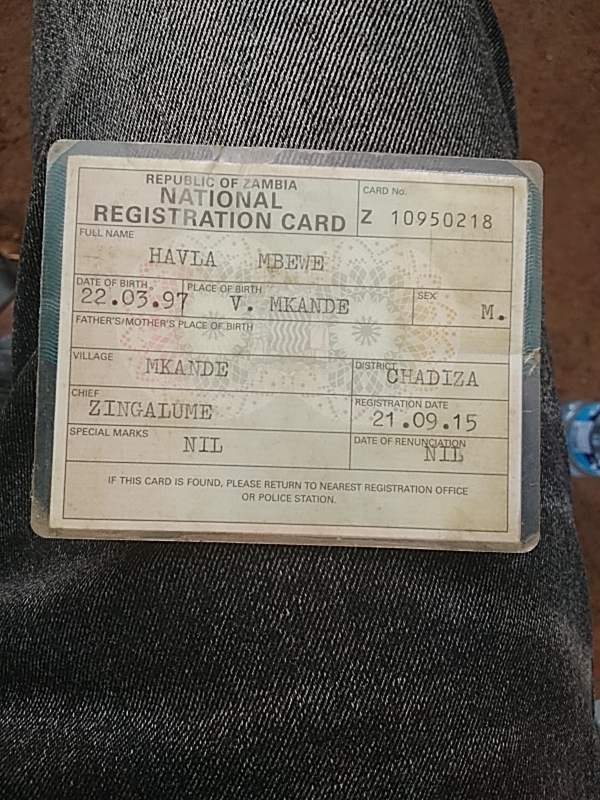 REPUBLIC OF ZAMBIA
NATIONAL
REGISTRATION CARD
CARD No.
Z 10950218
FULL NAME
HAVLA MBEWE
DATE OF BIRTH
22.03.97
PLACE OF BIRTH
V. MKANDE
SEX
M.
FATHER'S/MOTHER'S PLACE OF BIRTH
VILLAGE
MKANDE
DISTRICT
CHADIZA
CHIEF
ZINGALUME
REGISTRATION DATE
21.09.15
SPECIAL MARKS
NIL
DATE OF RENUNCIATION
NIL
IF THIS CARD IS FOUND, PLEASE RETURN TO NEAREST REGISTRATION OFFICE
OR POLICE STATION.